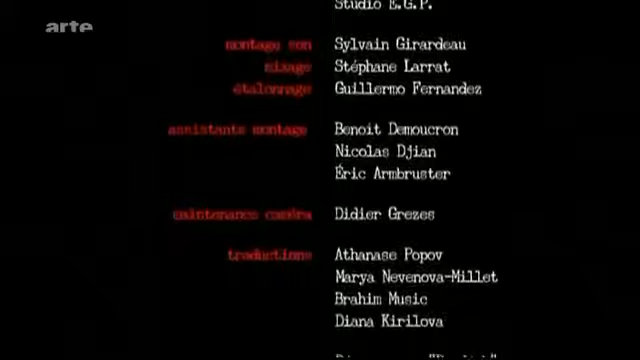 arte
Studio E.G.P.
montage son Sylvain Girardeau
mixage Stéphane Larrat
étalonnage Guillermo Fernandez
assistants montage Benoit Demoucron
Nicolas Djian
Éric Armbruster
maintenance caméra Didier Grezes
traductions Athanase Popov
Marya Nevenova-Millet
Brahim Music
Diana Kirilova